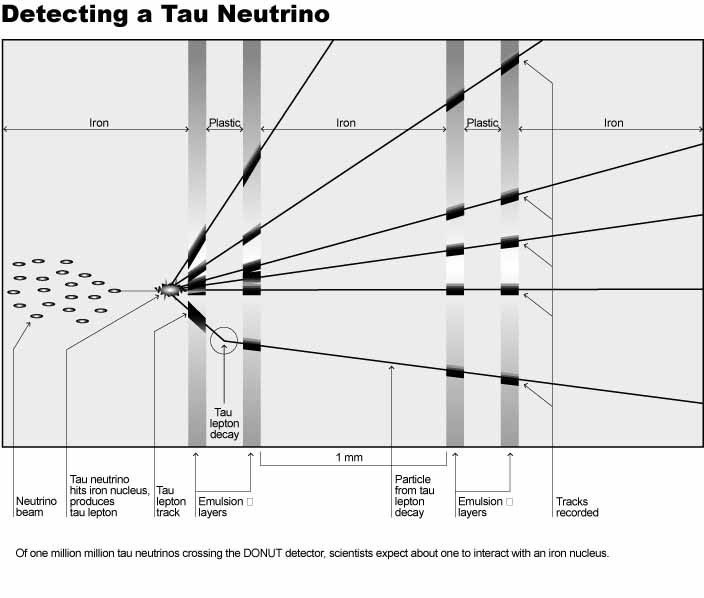 Detecting a Tau Neutrino
Iron
Plastic
Iron
Plastic
Iron
Tau
lepton
decay
1 mm
Neutrino
beam
Tau neutrino
hits iron nucleus,
produces
tau lepton
Tau
lepton
track
Emulsion □
layers
Particle
from tau
lepton
decay
Emulsion □
layers
Tracks
recorded
Of one million million tau neutrinos crossing the DONUT detector, scientists expect about one to interact with an iron nucleus.